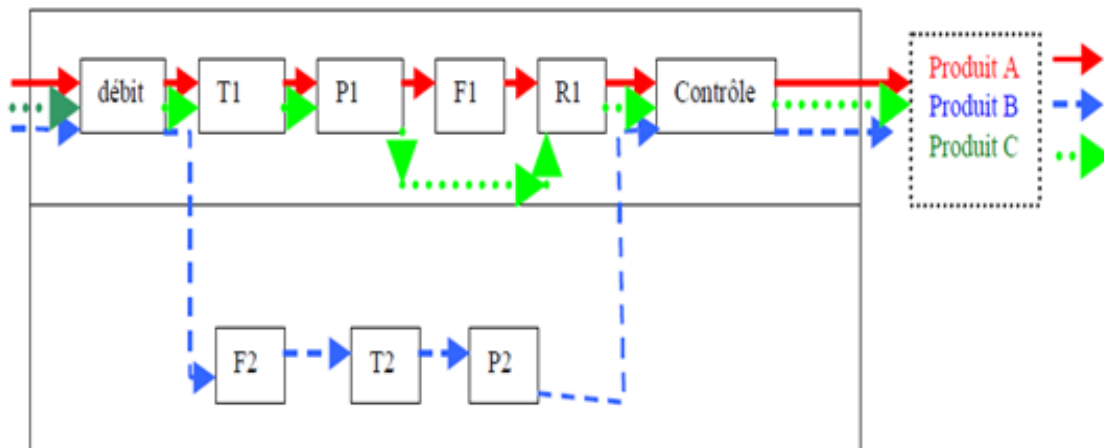 débit
T1
P1
F1
R1
Contrôle
Produit A
Produit B
Produit C
F2
T2
P2